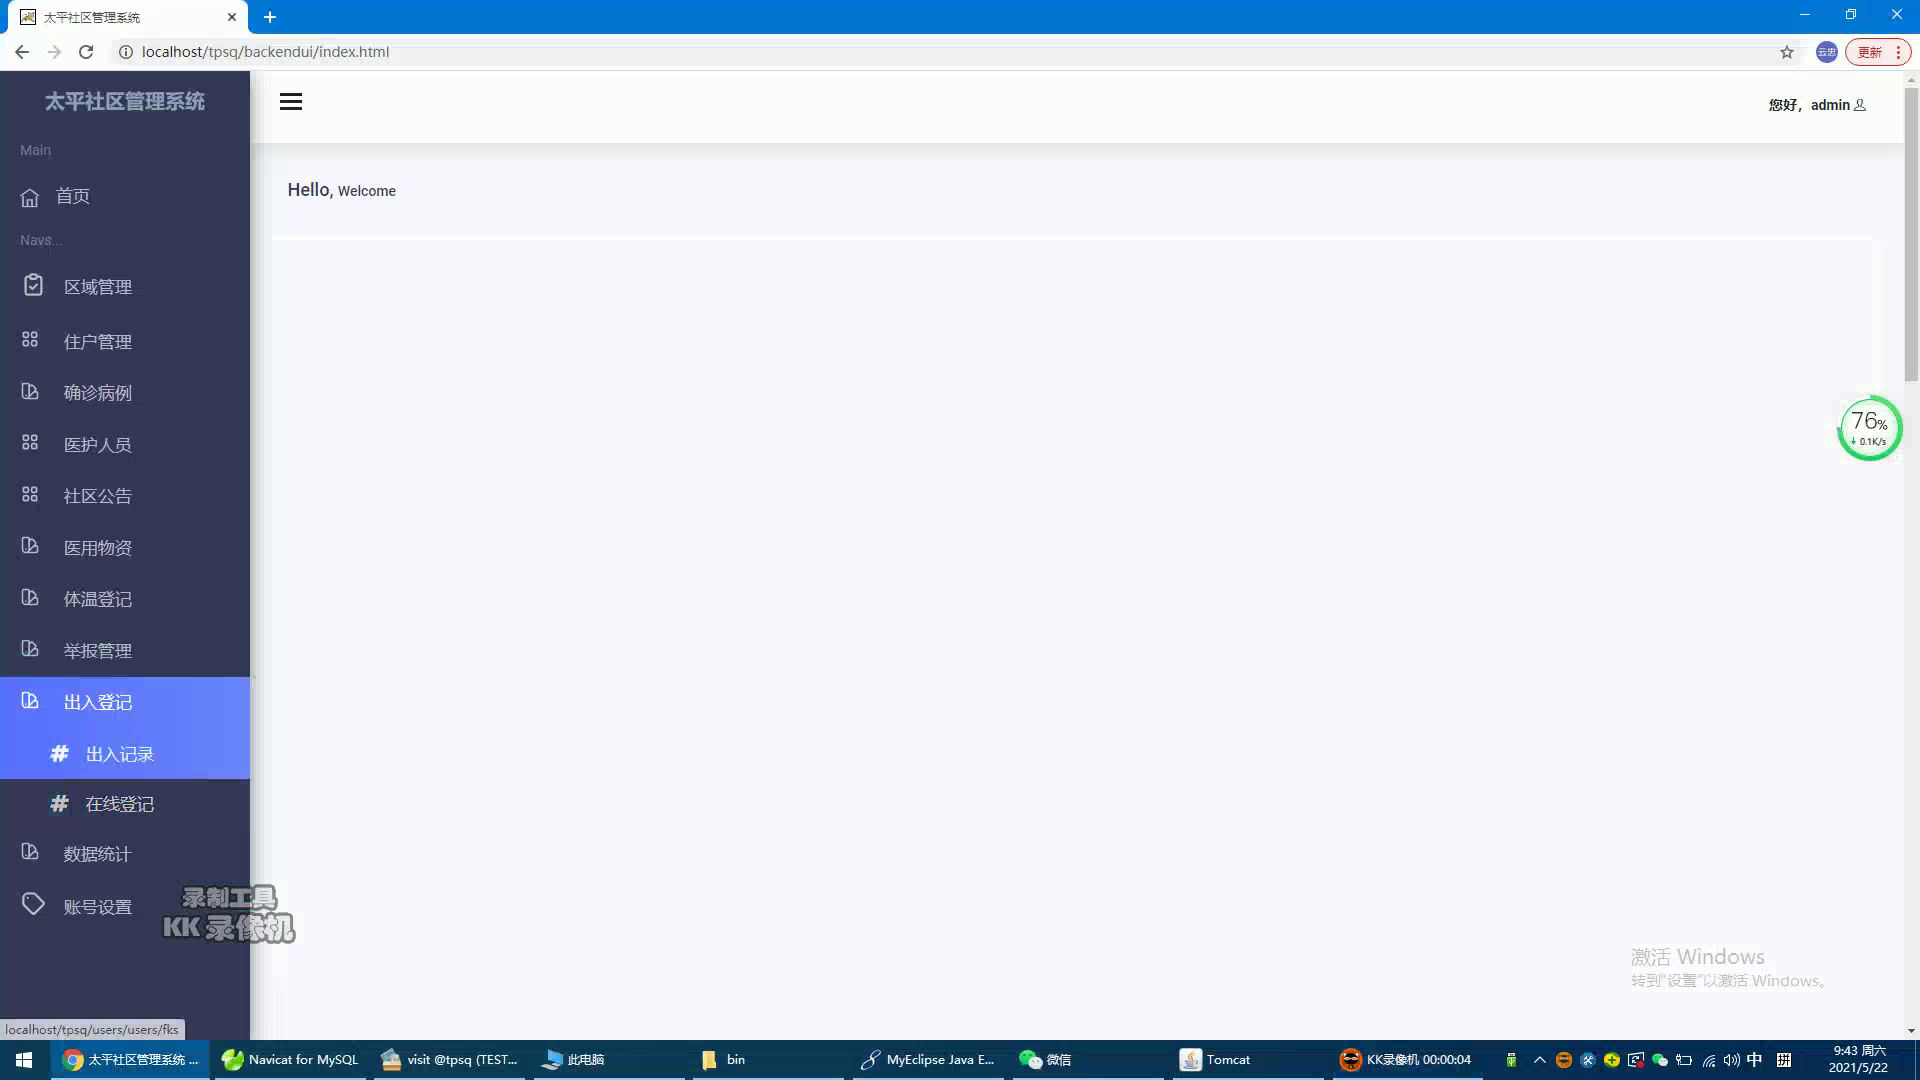 太平社区管理系统
localhost/tpsq/backendui/index.html
云忠
更新
太平社区管理系统
您好，admin
Main
首页
Hello, Welcome
Navs...
区域管理
住户管理
确诊病例
医护人员
社区公告
医用物资
体温登记
举报管理
出入登记
出入记录
在线登记
数据统计
账号设置
76%
0.1K/s
录制工具
KK 录像机
激活 Windows
转到"设置"以激活 Windows。
localhost/tpsq/users/users/fks
太平社区管理系统 ...
Navicat for MySQL
visit @tpsq (TEST...
此电脑
bin
MyEclipse Java E...
微信
Tomcat
KK录像机 00:00:04
中
拼
9:43 周六
2021/5/22